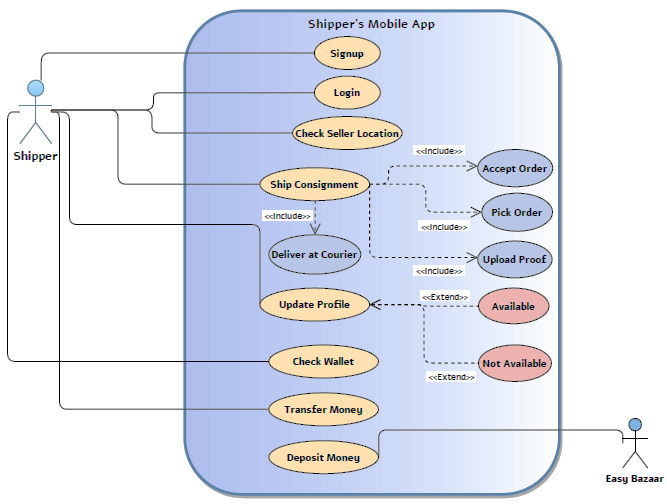 Shipper's Mobile App
Signup
Login
Check Seller Location
Shipper
<<Include>>
Accept Order
Ship Consignment
<<Include>>
Pick Order
<<Include>>
Deliver at Courier
Upload Proof
<<Include>>
<<Extend>>
Update Profile
Available
Check Wallet
Not Available
<<Extend>>
Transfer Money
Deposit Money
Easy Bazaar